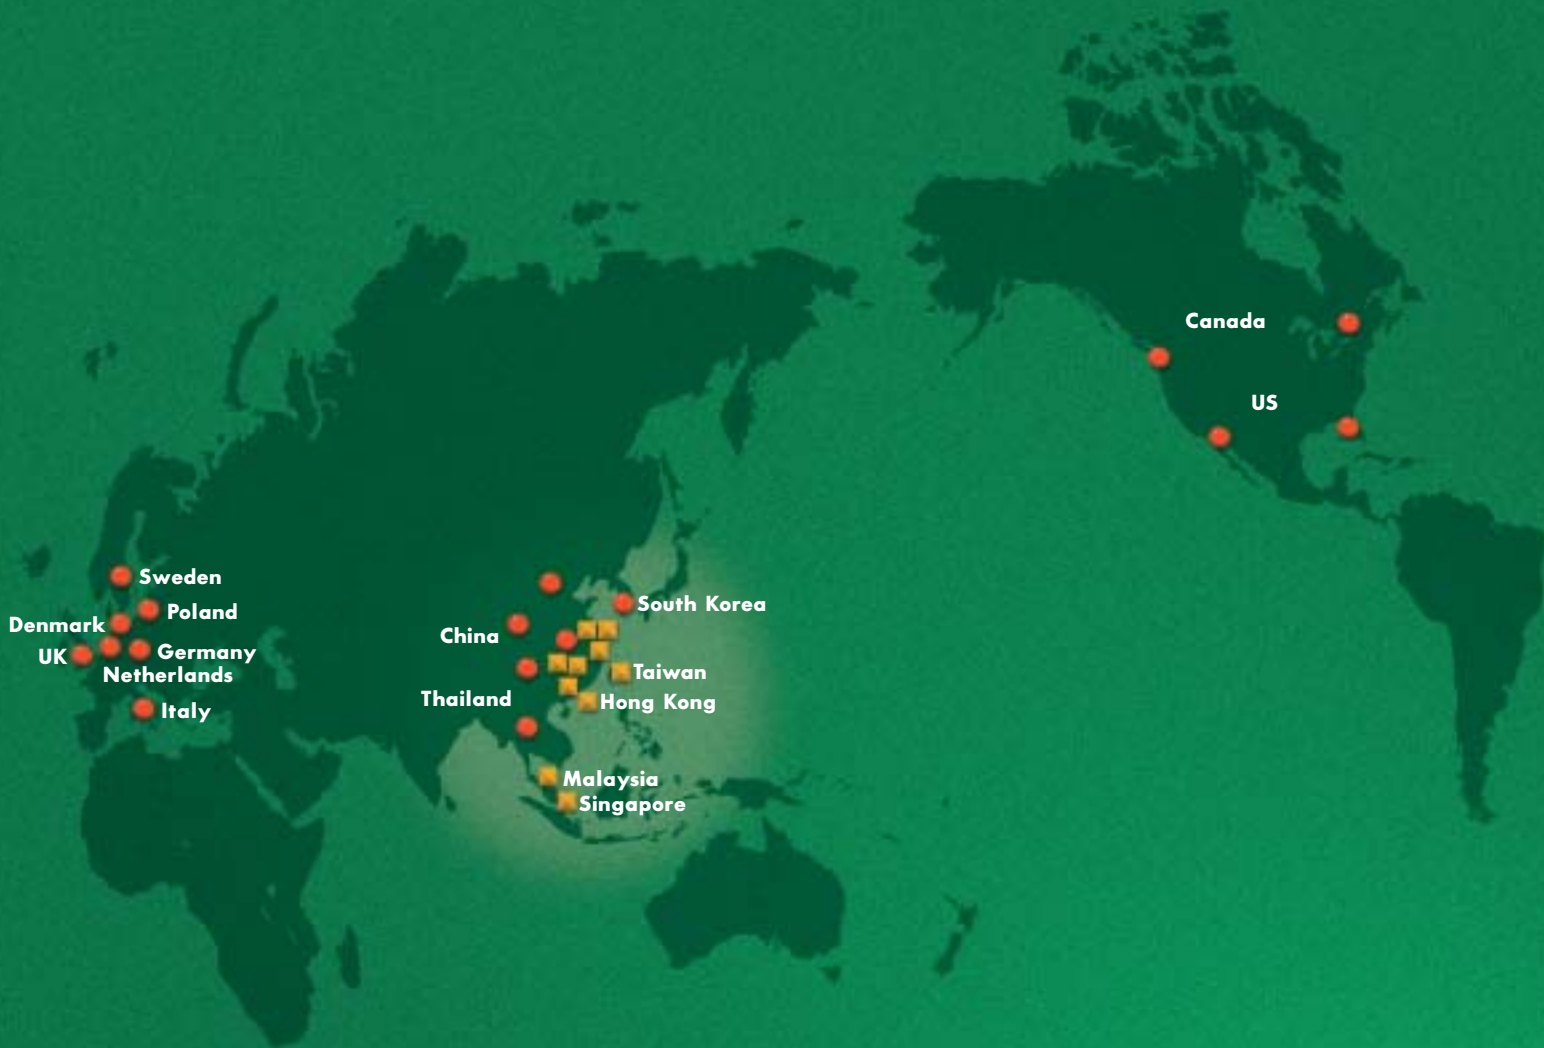 Canada
US
Sweden
Poland
Denmark
UK
Germany
Netherlands
Italy
South Korea
China
Taiwan
Thailand
Hong Kong
Malaysia
Singapore